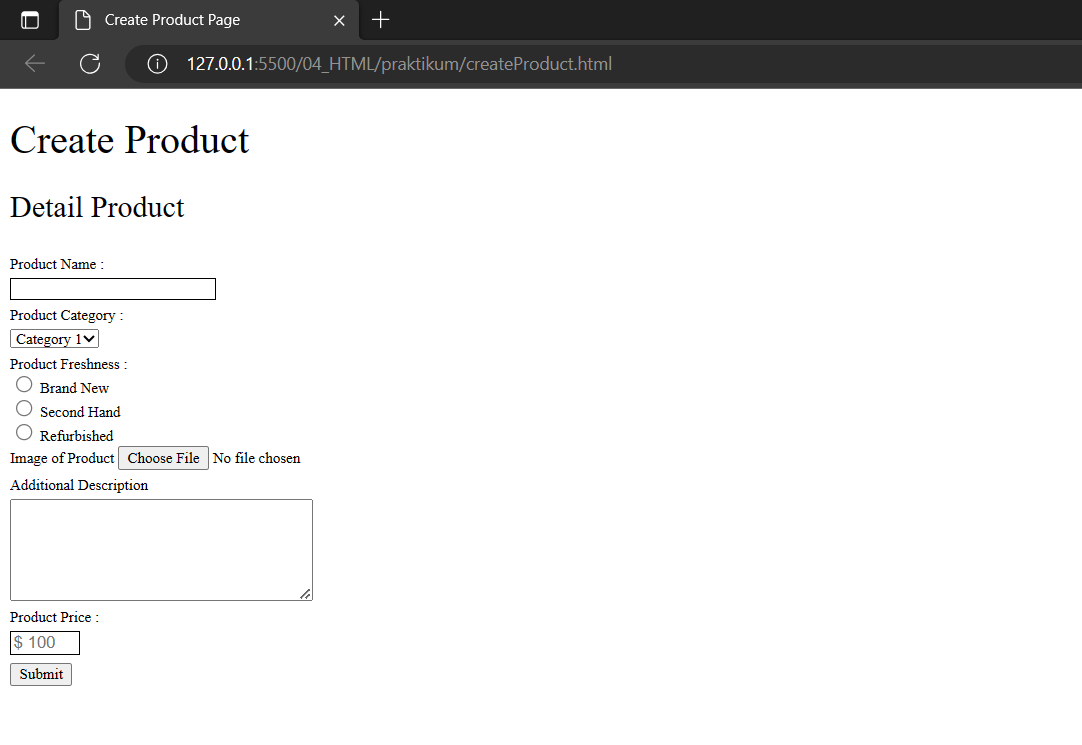 Create Product Page
127.0.0.1:5500/04_HTML/praktikum/createProduct.html
Create Product
Detail Product
Product Name :
Product Category :
Category 1
Product Freshness :
Brand New
Second Hand
Refurbished
Image of Product Choose File No file chosen
Additional Description
Product Price :
$ 100
Submit